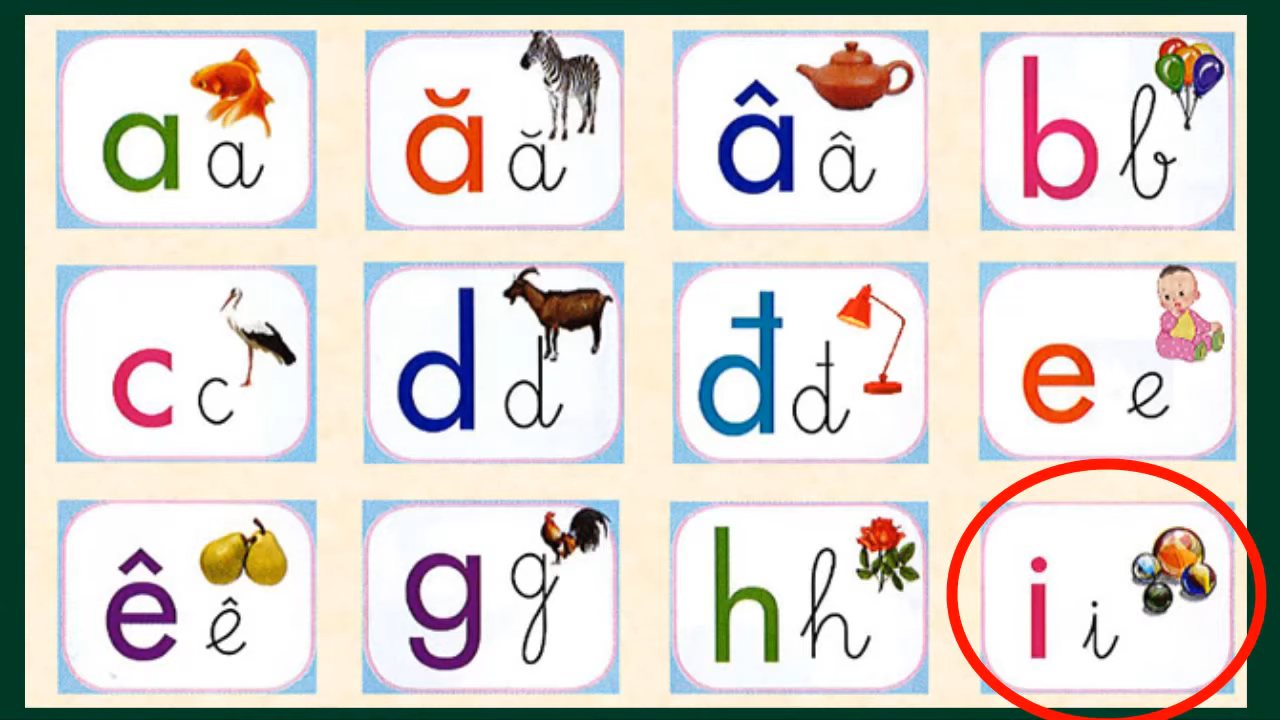 a a ă ă â â b b
c c d d đ đ e e
ê ê g g h h i i